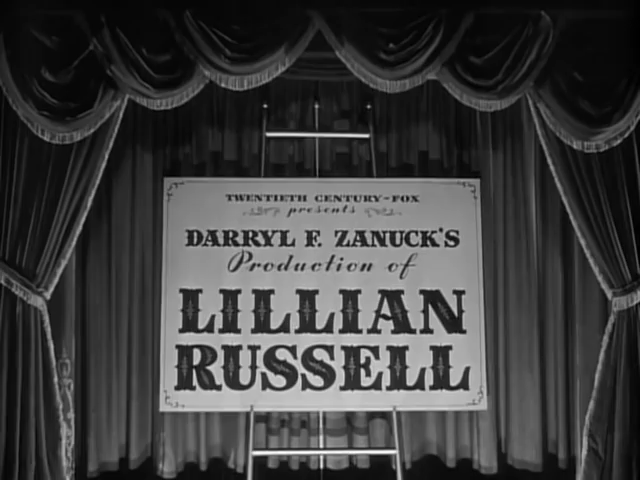 TWENTIETH CENTURY-FOX
presents
DARRYL F. ZANUCK'S
Production of
LILLIAN
RUSSELL